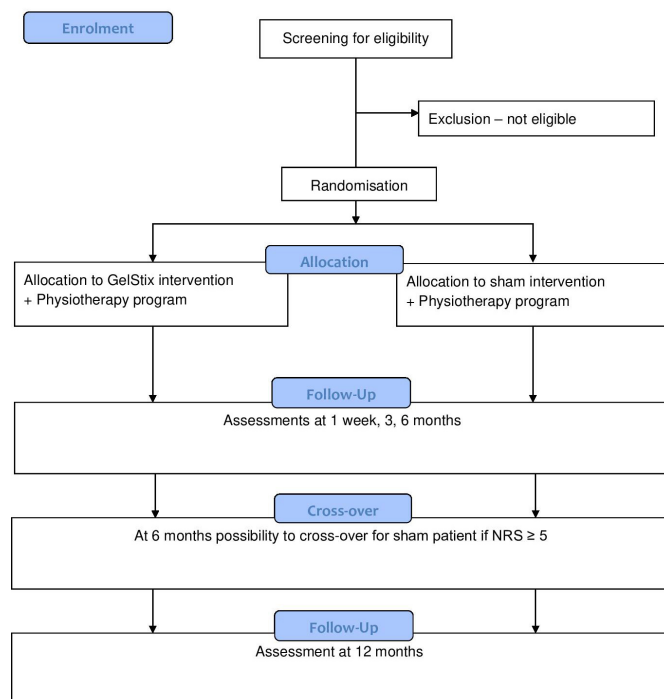 Enrolment
Screening for eligibility
Exclusion – not eligible
Randomisation
Allocation
Allocation to GelStix intervention
+ Physiotherapy program
Allocation to sham intervention
+ Physiotherapy program
Follow-Up
Assessments at 1 week, 3, 6 months
Cross-over
At 6 months possibility to cross-over for sham patient if NRS ≥ 5
Follow-Up
Assessment at 12 months